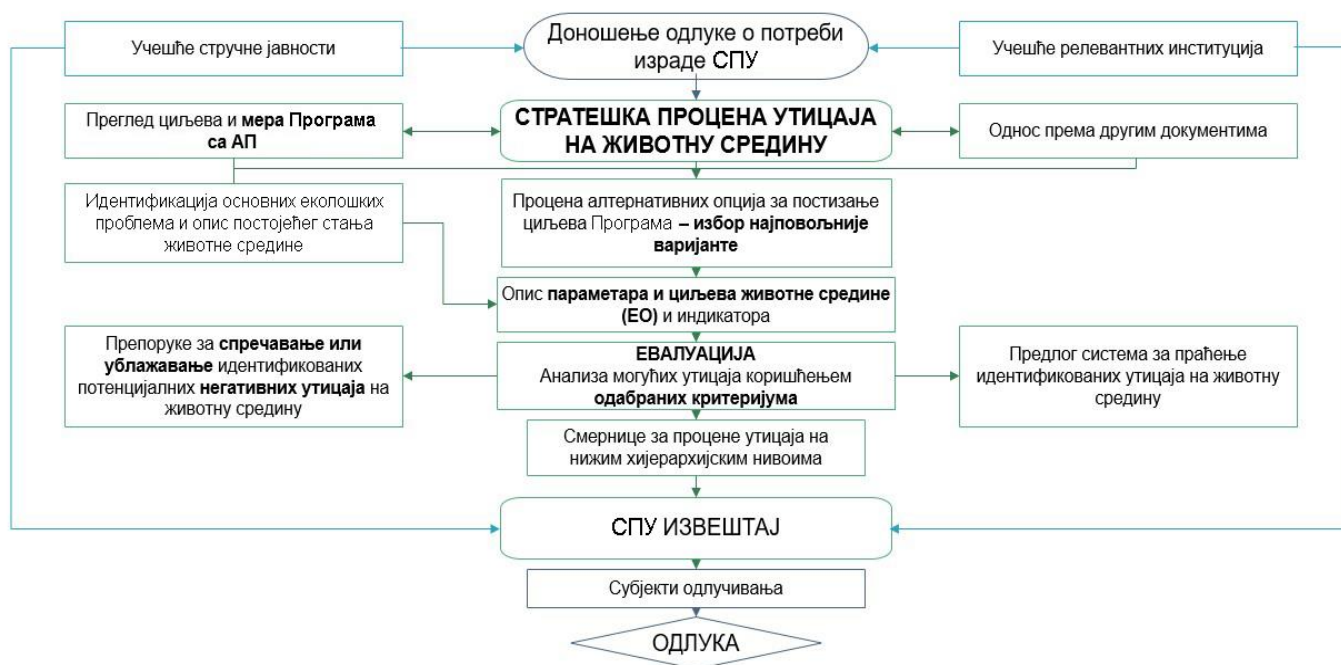 Учешће стручне јавности
Доношење одлуке о потреби
израде СПУ
Учешће релевантних институција
Преглед циљева и мера Програма
са АП
СТРАТЕШКА ПРОЦЕНА УТИЦАЈА
НА ЖИВОТНУ СРЕДИНУ
Однос према другим документима
Идентификација основних еколошких
проблема и опис постојећег стања
животне средине
Процена алтернативних опција за постизање
циљева Програма – избор најповољније
варијанте
Опис параметара и циљева животне средине
(ЕО) и индикатора
Препоруке за спречавање или
ублажавање идентификованих
потенцијалних негативних утицаја на
животну средину
ЕВАЛУАЦИЈА
Анализа могућих утицаја коришћењем
одабраних критеријума
Предлог система за праћење
идентификованих утицаја на животну
средину
Смернице за процене утицаја на
нижим хијерархијским нивоима
СПУ ИЗВЕШТАЈ
Субјекти одлучивања
ОДЛУКА